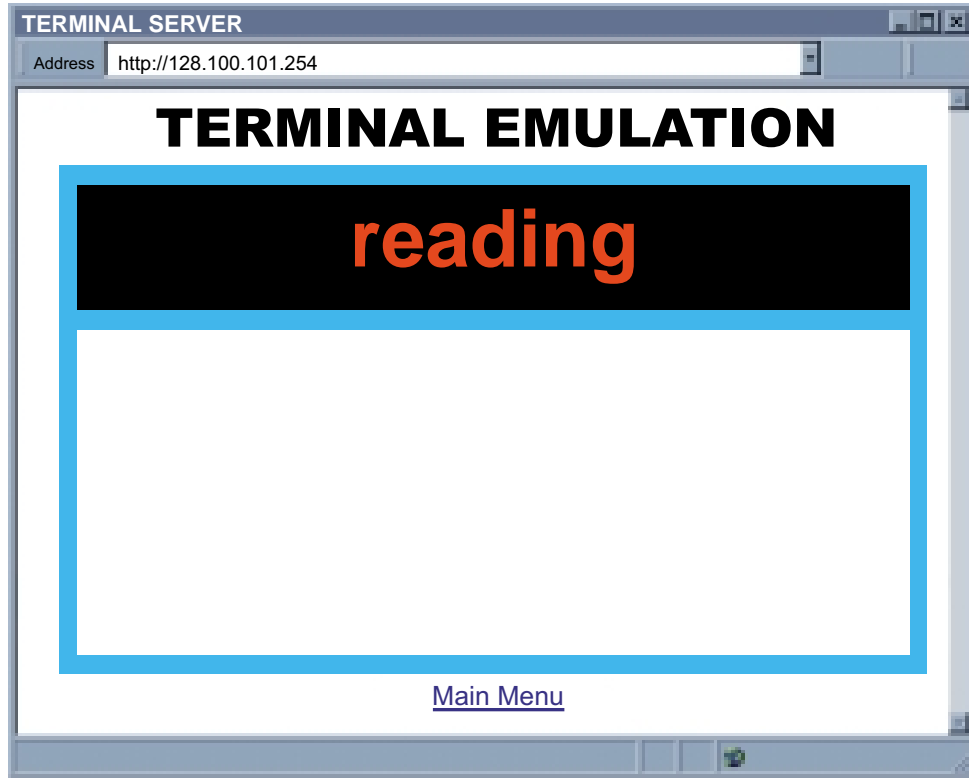 TERMINAL SERVER
Address http://128.100.101.254
TERMINAL EMULATION
reading
Main Menu